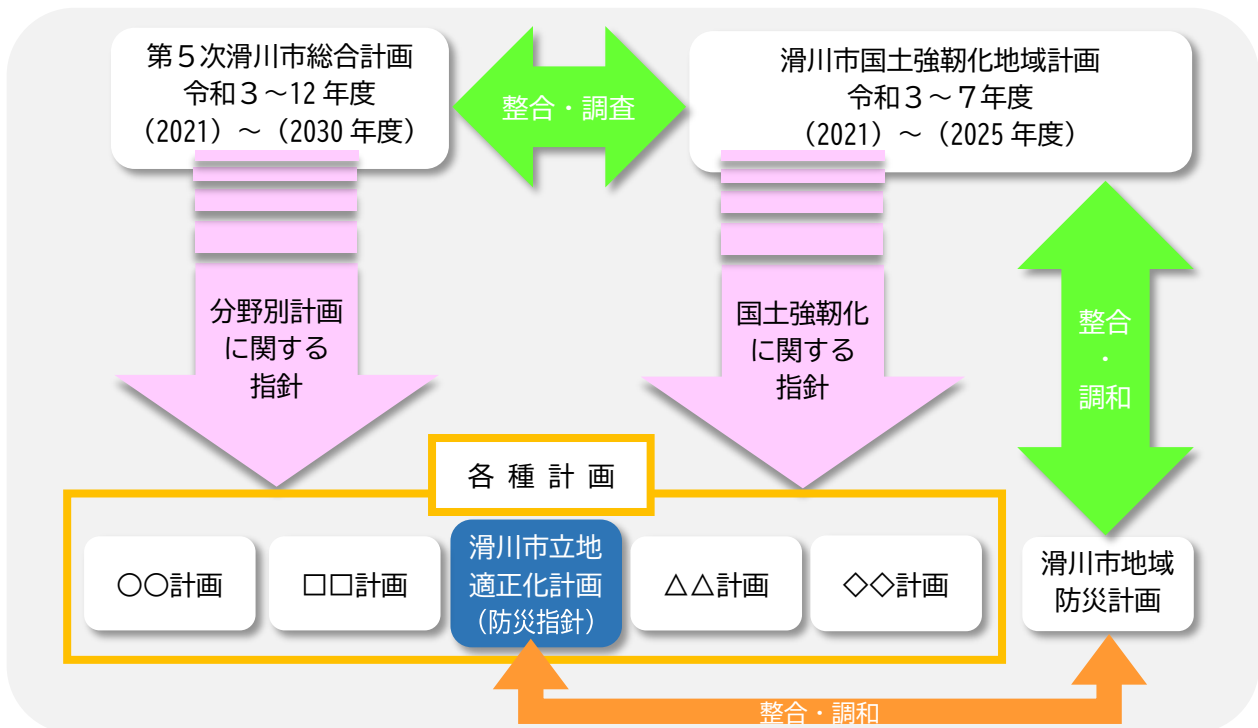 第５次滑川市総合計画
令和３～12 年度
（2021）～（2030 年度）
整合・調査
滑川市国土強靭化地域計画
令和３～７年度
（2021）～（2025 年度）
分野別計画
に関する
指針
国土強靭化
に関する
指針
整合
・
調和
各 種 計 画
○○計画
□□計画
滑川市立地
適正化計画
（防災指針）
△△計画
◇◇計画
滑川市地域
防災計画
整合・調和